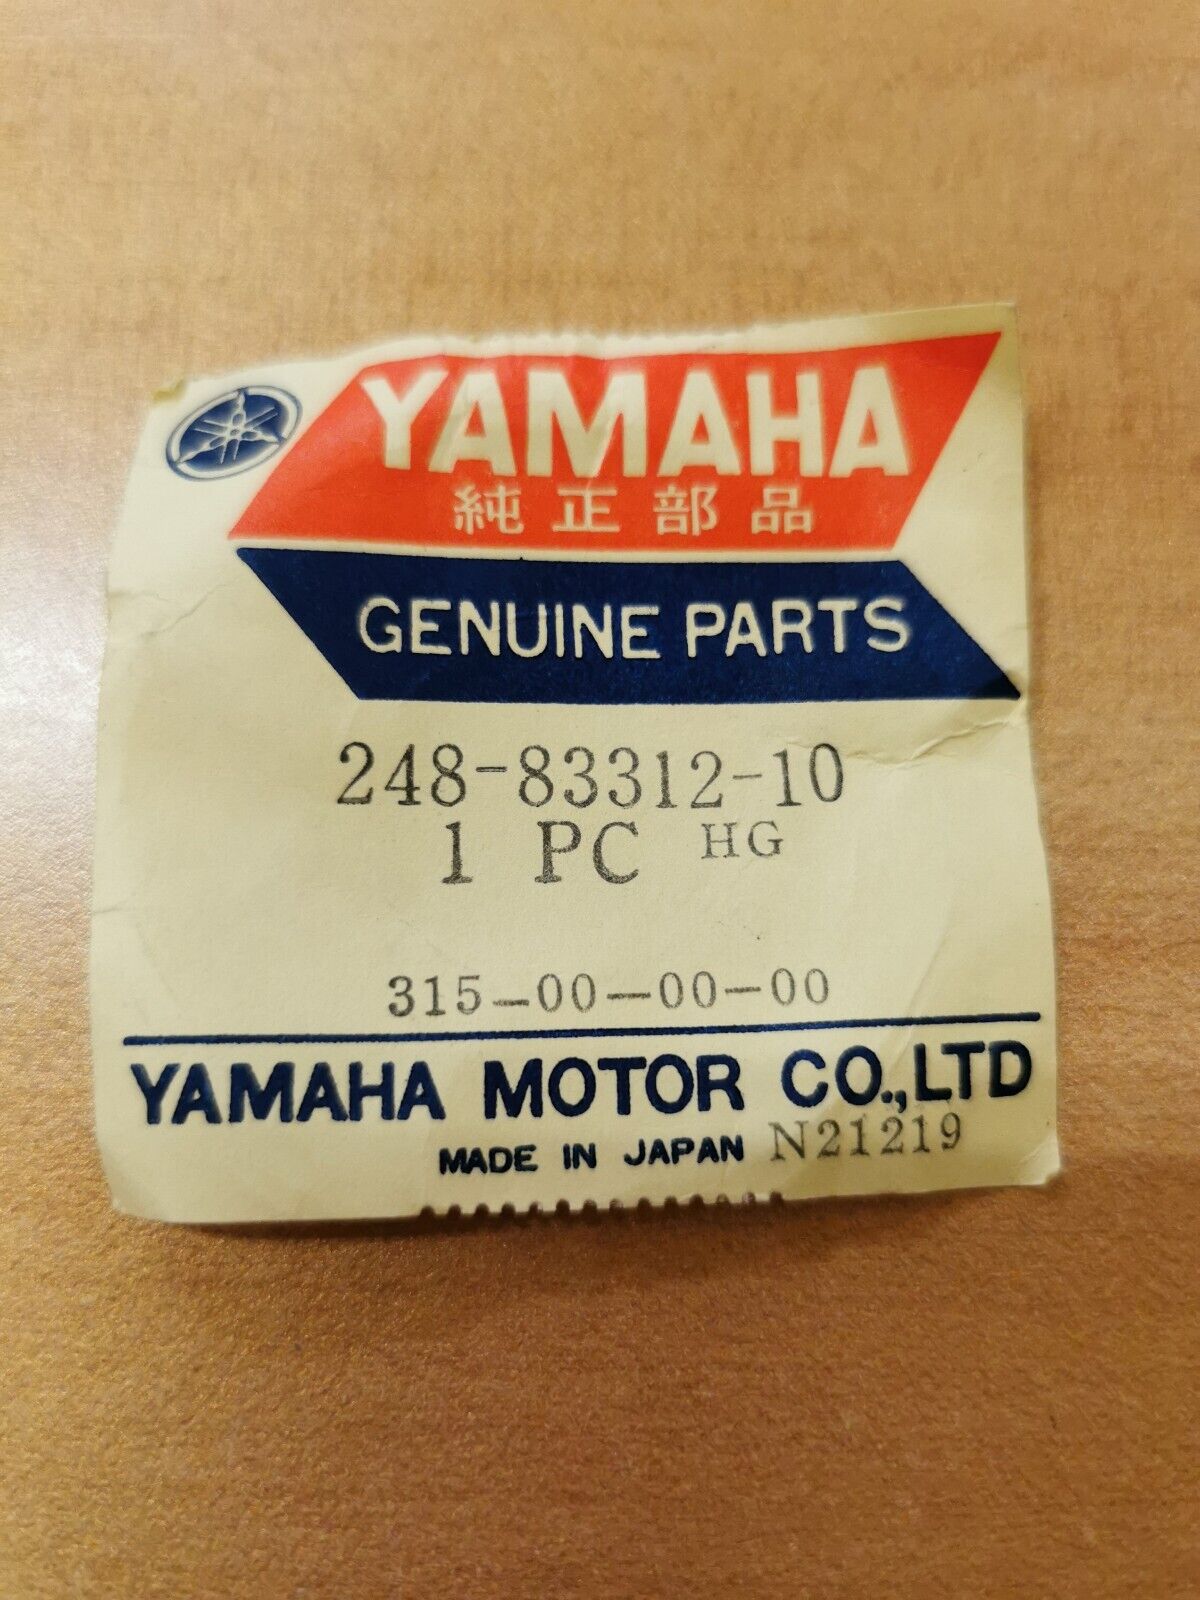 YAMAHA
純正部品
GENUINE PARTS
248-83312-10
1 PC HG
315-00-00-00
YAMAHA MOTOR CO.,LTD
MADE IN JAPAN N21219